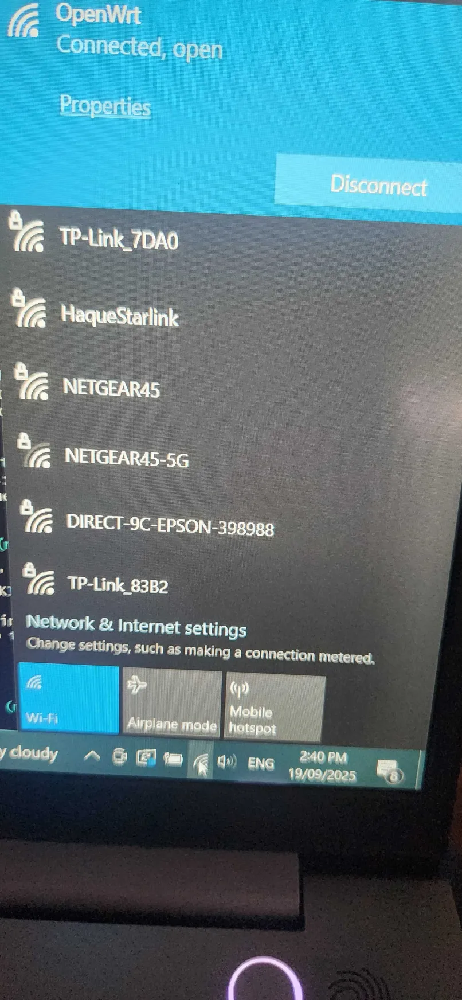 OpenWrt
Connected, open
Properties
Disconnect
TP-Link_7DA0
HaqueStarlink
NETGEAR45
NETGEAR45-5G
DIRECT-9C-EPSON-398988
TP-Link_83B2
Network & Internet settings
Change settings, such as making a connection metered.
Wi-Fi
Airplane mode
Mobile
hotspot
y cloudy
ENG
2:40 PM
19/09/2025
8